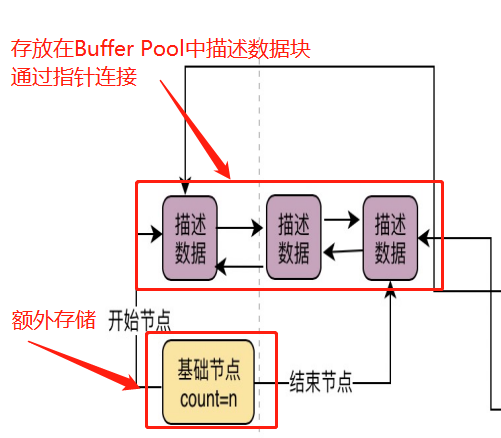 存放在Buffer Pool中描述数据块
通过指针连接
描述
数据
描述
数据
描述
数据
额外存储
开始节点
基础节点
count=n
结束节点